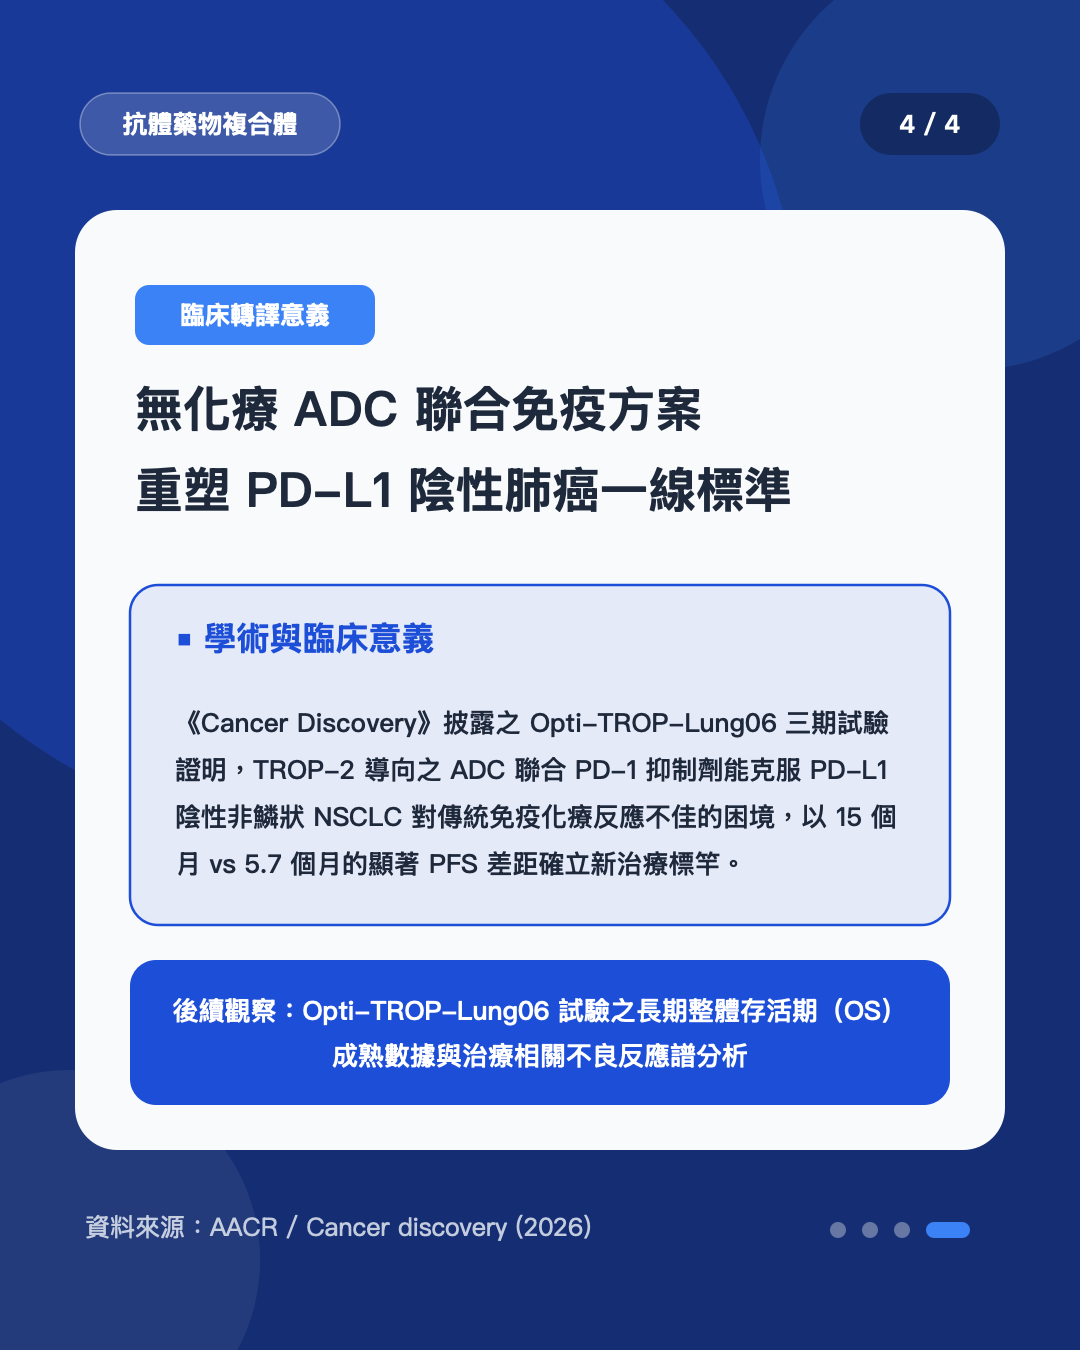 抗體藥物複合體
4 / 4
臨床轉譯意義
無化療 ADC 聯合免疫方案
重塑 PD-L1 陰性肺癌一線標準
▪ 學術與臨床意義
《Cancer Discovery》披露之 Opti-TROP-Lung06 三期試驗
證明，TROP-2 導向之 ADC 聯合 PD-1 抑制劑能克服 PD-L1
陰性非鱗狀 NSCLC 對傳統免疫化療反應不佳的困境，以 15 個
月 vs 5.7 個月的顯著 PFS 差距確立新治療標竿。
後續觀察：Opti-TROP-Lung06 試驗之長期整體存活期（OS）
成熟數據與治療相關不良反應譜分析
資料來源：AACR / Cancer discovery (2026)